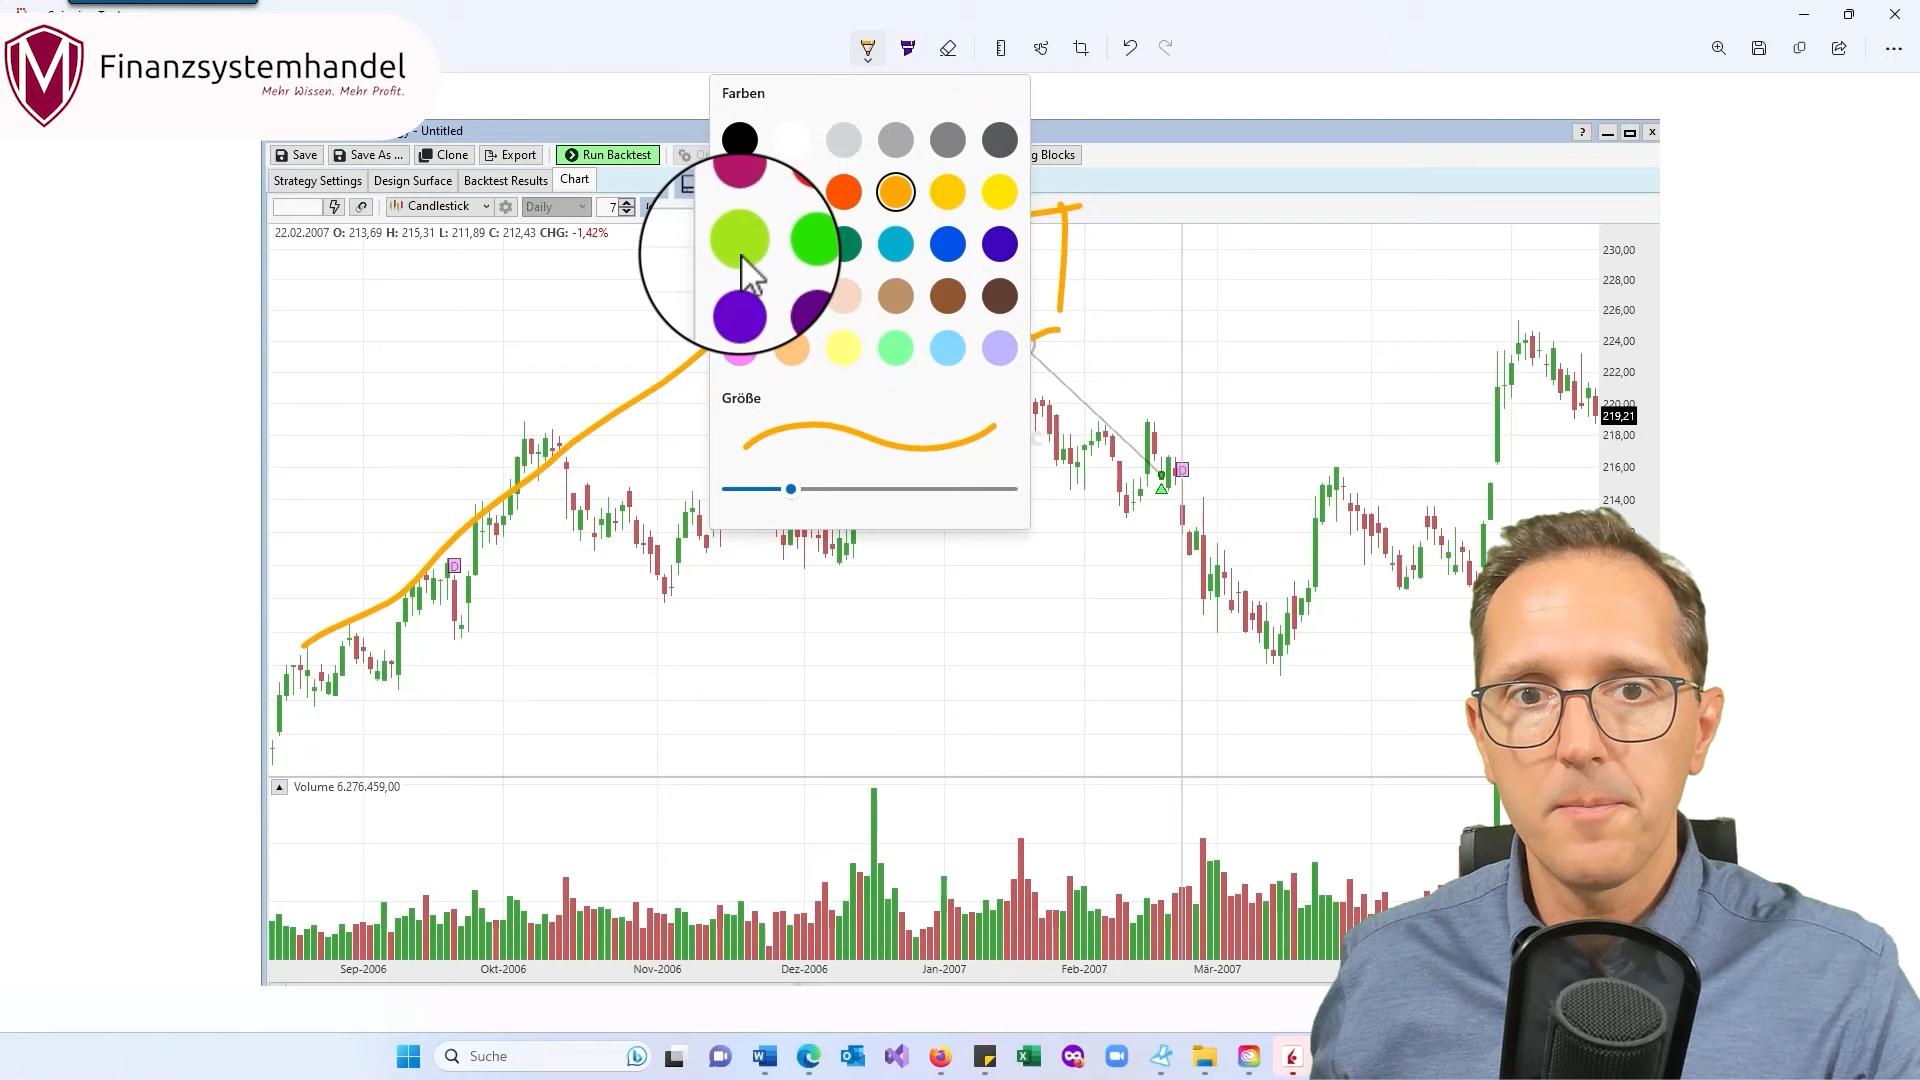 Finanzsystemhandel
Mehr Wissen. Mehr Profit.
Farben
- Untitled
Save
Save As ...
Clone
Export
Run Backtest
g Blocks
Strategy Settings
Design Surface
Backtest Results
Chart
Candlestick
Daily
7
22.02.2007 O: 213,69 H: 215,31 L: 211,89 C: 212,43 CHG: -1,42%
230,00
228,00
226,00
224,00
222,00
220,00
219,21
218,00
216,00
214,00
Größe
D
D
Volume 6.276.459,00
Sep-2006
Okt-2006
Nov-2006
Dez-2006
Jan-2007
Feb-2007
Mär-2007
Suche